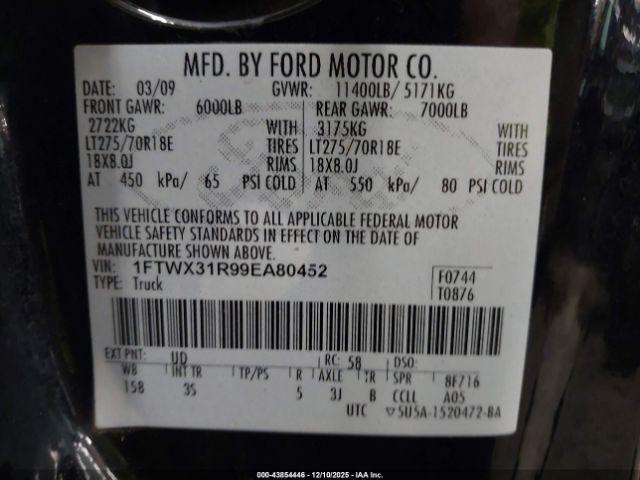 MFD. BY FORD MOTOR CO.
DATE: 03/09 GVWR: 11400LB/ 5171KG
FRONT GAWR: 6000LB REAR GAWR: 7000LB
2722KG WITH 3175KG WITH
LT275/70R18E TIRES LT275/70R18E TIRES
18X8.0J RIMS 18X8.0J RIMS
AT 450 kPa/ 65 PSI COLD AT 550 kPa/ 80 PSI COLD
THIS VEHICLE CONFORMS TO ALL APPLICABLE FEDERAL MOTOR
VEHICLE SAFETY STANDARDS IN EFFECT ON THE DATE OF
MANUFACTURE SHOWN ABOVE.
VIN: 1FTWX31R99EA80452 F0744
TYPE: Truck T0876
EXT PNT: UD RC: 58 DSO:
WB INT TR TP/PS R AXLE TR SPR 8F716
158 3S 5 3J B CCLL A05
UTC ▽5U5A-1520472-BA
000-43854446 - 12/10/2025 - IAA Inc.